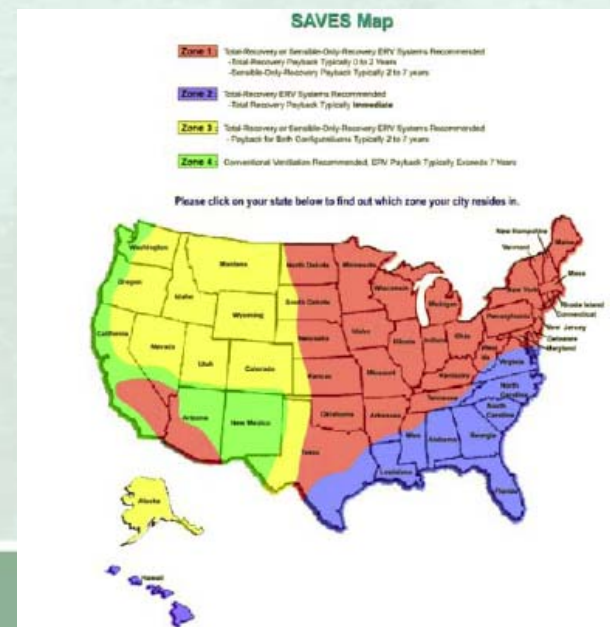 SAVES Map
Zone 1: Total-Recovery or Sensible-Only-Recovery ERV Systems Recommended
-Total-Recovery Payback Typically 0 to 2 Years
-Sensible-Only-Recovery Payback Typically 2 to 7 years
Zone 2: Total-Recovery ERV Systems Recommended
- Total Recovery Payback Typically Immediate
Zone 3: Total-Recovery or Sensible-Only-Recovery ERV Systems Recommended
- Payback for Both Configurations Typically 2 to 7 years
Zone 4: Conventional Ventilation Recommended, ERV Payback Typically Exceeds 7 Years
Please click on your state below to find out which zone your city resides in.
New Hampshire
Vermont
Maine
Washington
Montana
North Dakota
Minnesota
Mass
Oregon
Idaho
Wisconsin
New York
South Dakota
Michigan
Rhode Island
Connecticut
Wyoming
Pennsylvania
California
Nevada
Iowa
New Jersey
Nebraska
Illinois
Indiana
Ohio
Delaware
Maryland
Utah
Colorado
West
Va
Virginia
Kansas
Missouri
Kentucky
North
Carolina
Tennessee
Arizona
New Mexico
Oklahoma
Arkansas
South
Carolina
Miss
Alabama
Georgia
Texas
Louisiana
Florida
Alaska
Hawaii